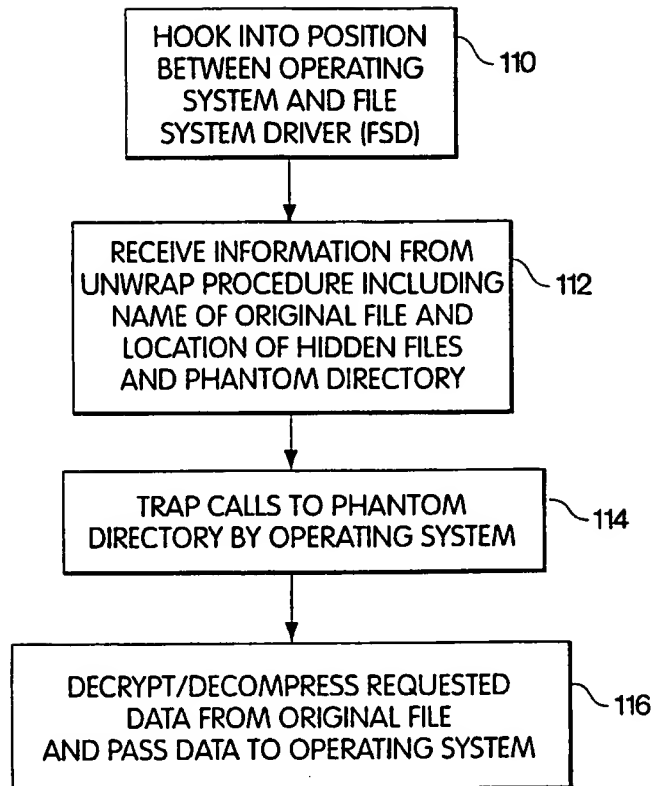 HOOK INTO POSITION
BETWEEN OPERATING
SYSTEM AND FILE
SYSTEM DRIVER (FSD)
110
RECEIVE INFORMATION FROM
UNWRAP PROCEDURE INCLUDING
NAME OF ORIGINAL FILE AND
LOCATION OF HIDDEN FILES
AND PHANTOM DIRECTORY
112
TRAP CALLS TO PHANTOM
DIRECTORY BY OPERATING SYSTEM
114
DECRYPT/DECOMPRESS REQUESTED
DATA FROM ORIGINAL FILE
AND PASS DATA TO OPERATING SYSTEM
116